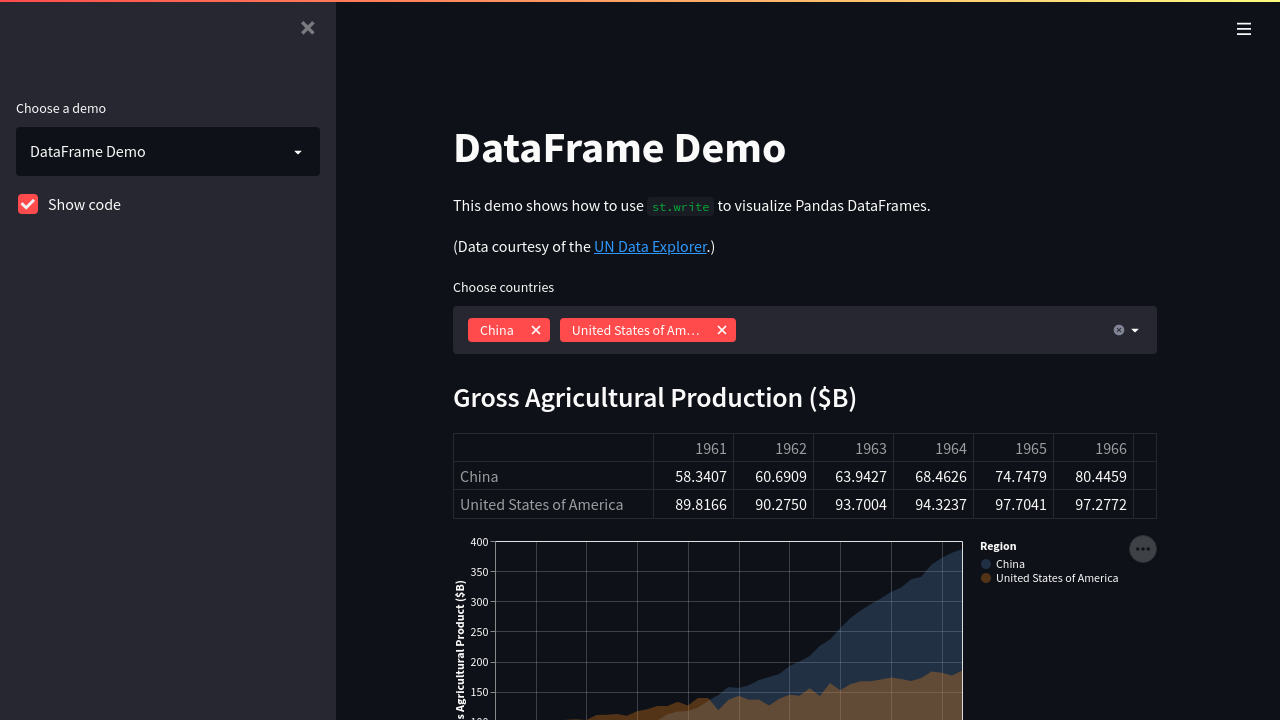 Choose a demo
DataFrame Demo
Show code
DataFrame Demo
This demo shows how to use st.write to visualize Pandas DataFrames.
(Data courtesy of the UN Data Explorer.)
Choose countries
China
United States of Am…
Gross Agricultural Production ($B)
1961 1962 1963 1964 1965 1966
China 58.3407 60.6909 63.9427 68.4626 74.7479 80.4459
United States of America 89.8166 90.2750 93.7004 94.3237 97.7041 97.2772
400
350
300
250
200
150
s Agricultural Product ($B)
Region
China
United States of America